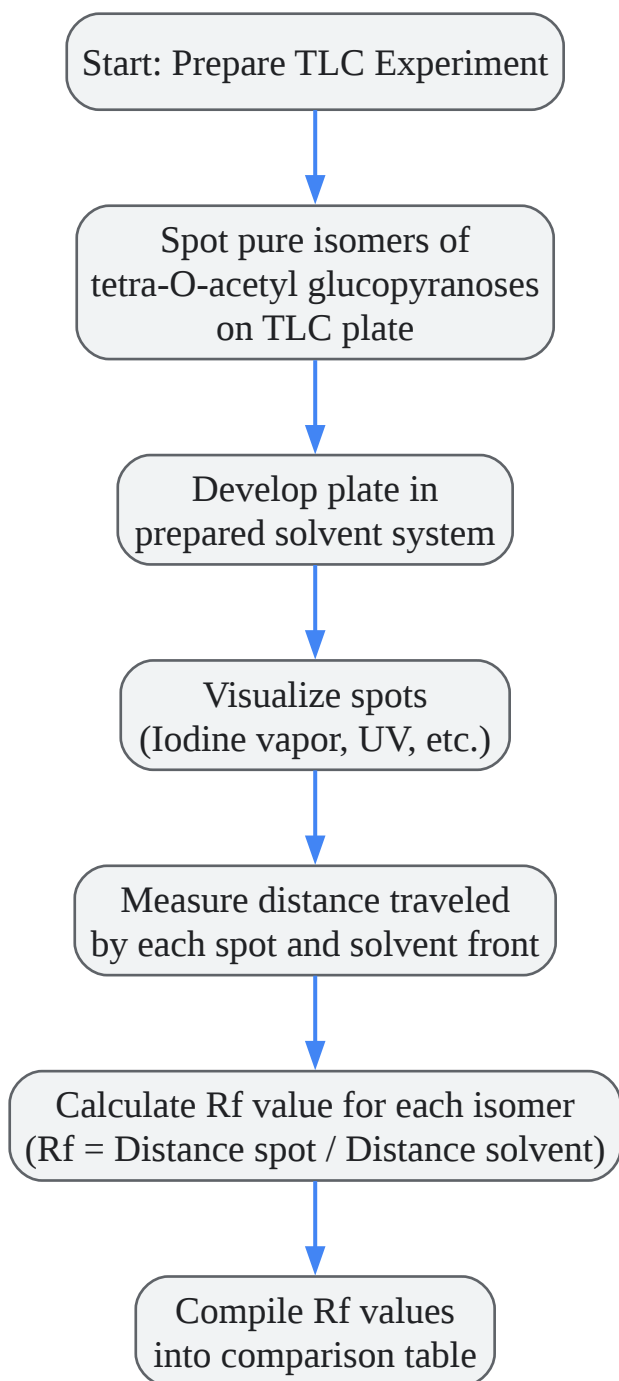 Start: Prepare TLC Experiment
Spot pure isomers of
tetra-O-acetyl glucopyranoses
on TLC plate
Develop plate in
prepared solvent system
Visualize spots
(Iodine vapor, UV, etc.)
Measure distance traveled
by each spot and solvent front
Calculate Rf value for each isomer
(Rf = Distance spot / Distance solvent)
Compile Rf values
into comparison table